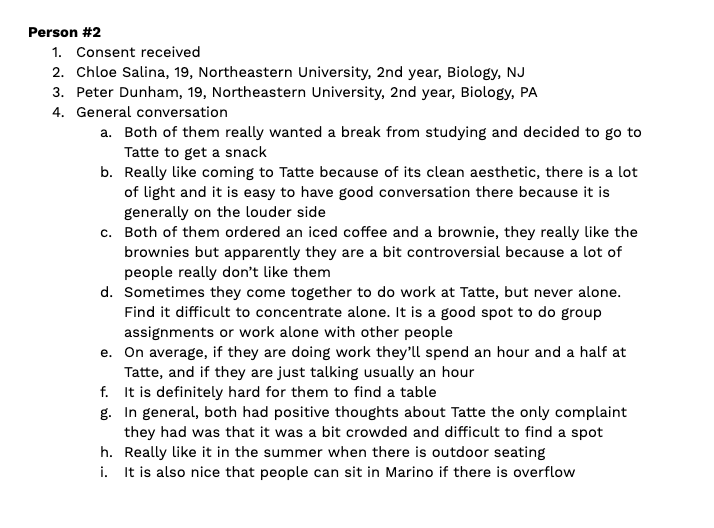 Person #2
1. Consent received
2. Chloe Salina, 19, Northeastern University, 2nd year, Biology, NJ
3. Peter Dunham, 19, Northeastern University, 2nd year, Biology, PA
4. General conversation
a. Both of them really wanted a break from studying and decided to go to
Tatte to get a snack
b. Really like coming to Tatte because of its clean aesthetic, there is a lot
of light and it is easy to have good conversation there because it is
generally on the louder side
c. Both of them ordered an iced coffee and a brownie, they really like the
brownies but apparently they are a bit controversial because a lot of
people really don’t like them
d. Sometimes they come together to do work at Tatte, but never alone.
Find it difficult to concentrate alone. It is a good spot to do group
assignments or work alone with other people
e. On average, if they are doing work they’ll spend an hour and a half at
Tatte, and if they are just talking usually an hour
f. It is definitely hard for them to find a table
g. In general, both had positive thoughts about Tatte the only complaint
they had was that it was a bit crowded and difficult to find a spot
h. Really like it in the summer when there is outdoor seating
i. It is also nice that people can sit in Marino if there is overflow